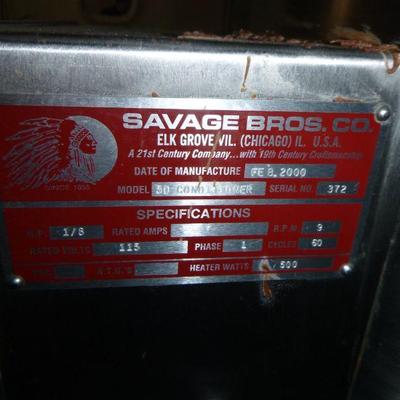 SAVAGE BROS. CO.
ELK GROVE VIL. (CHICAGO) IL. U.S.A.
A 21st Century Company...with 19th Century Craftsmanship
DATE OF MANUFACTURE FE 8, 2000
MODEL 50 CONDITIONER SERIAL NO. 372
SINCE 1855
SPECIFICATIONS
H.P. 1/8 RATED AMPS R.P.M. 9
RATED VOLTS 115 PHASE 1 CYCLES 60
B.T.U.'S HEATER WATTS 500